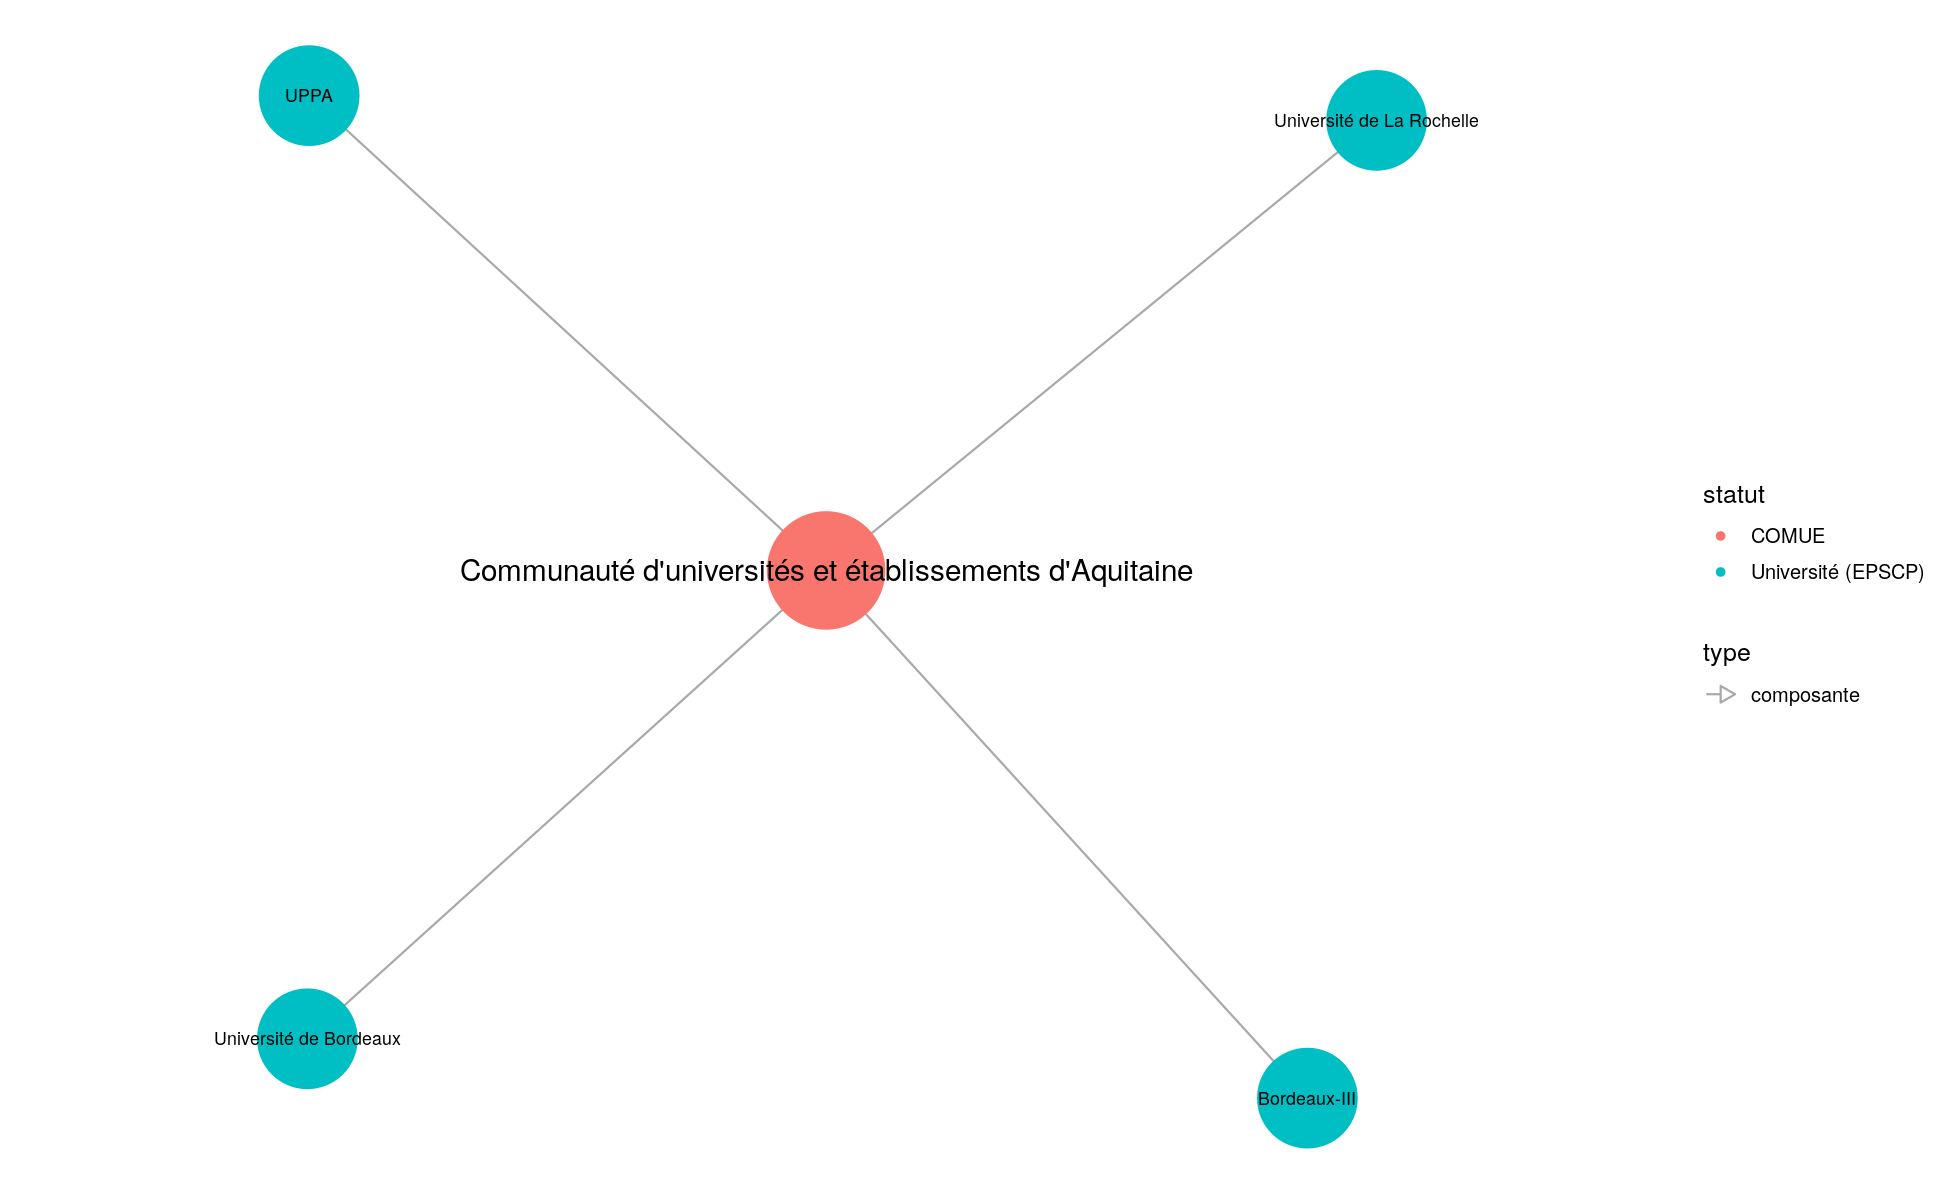 UPPA
Université de La Rochelle
Communauté d'universités et établissements d'Aquitaine
Université de Bordeaux
Bordeaux-III
statut
COMUE
Université (EPSCP)
type
composante